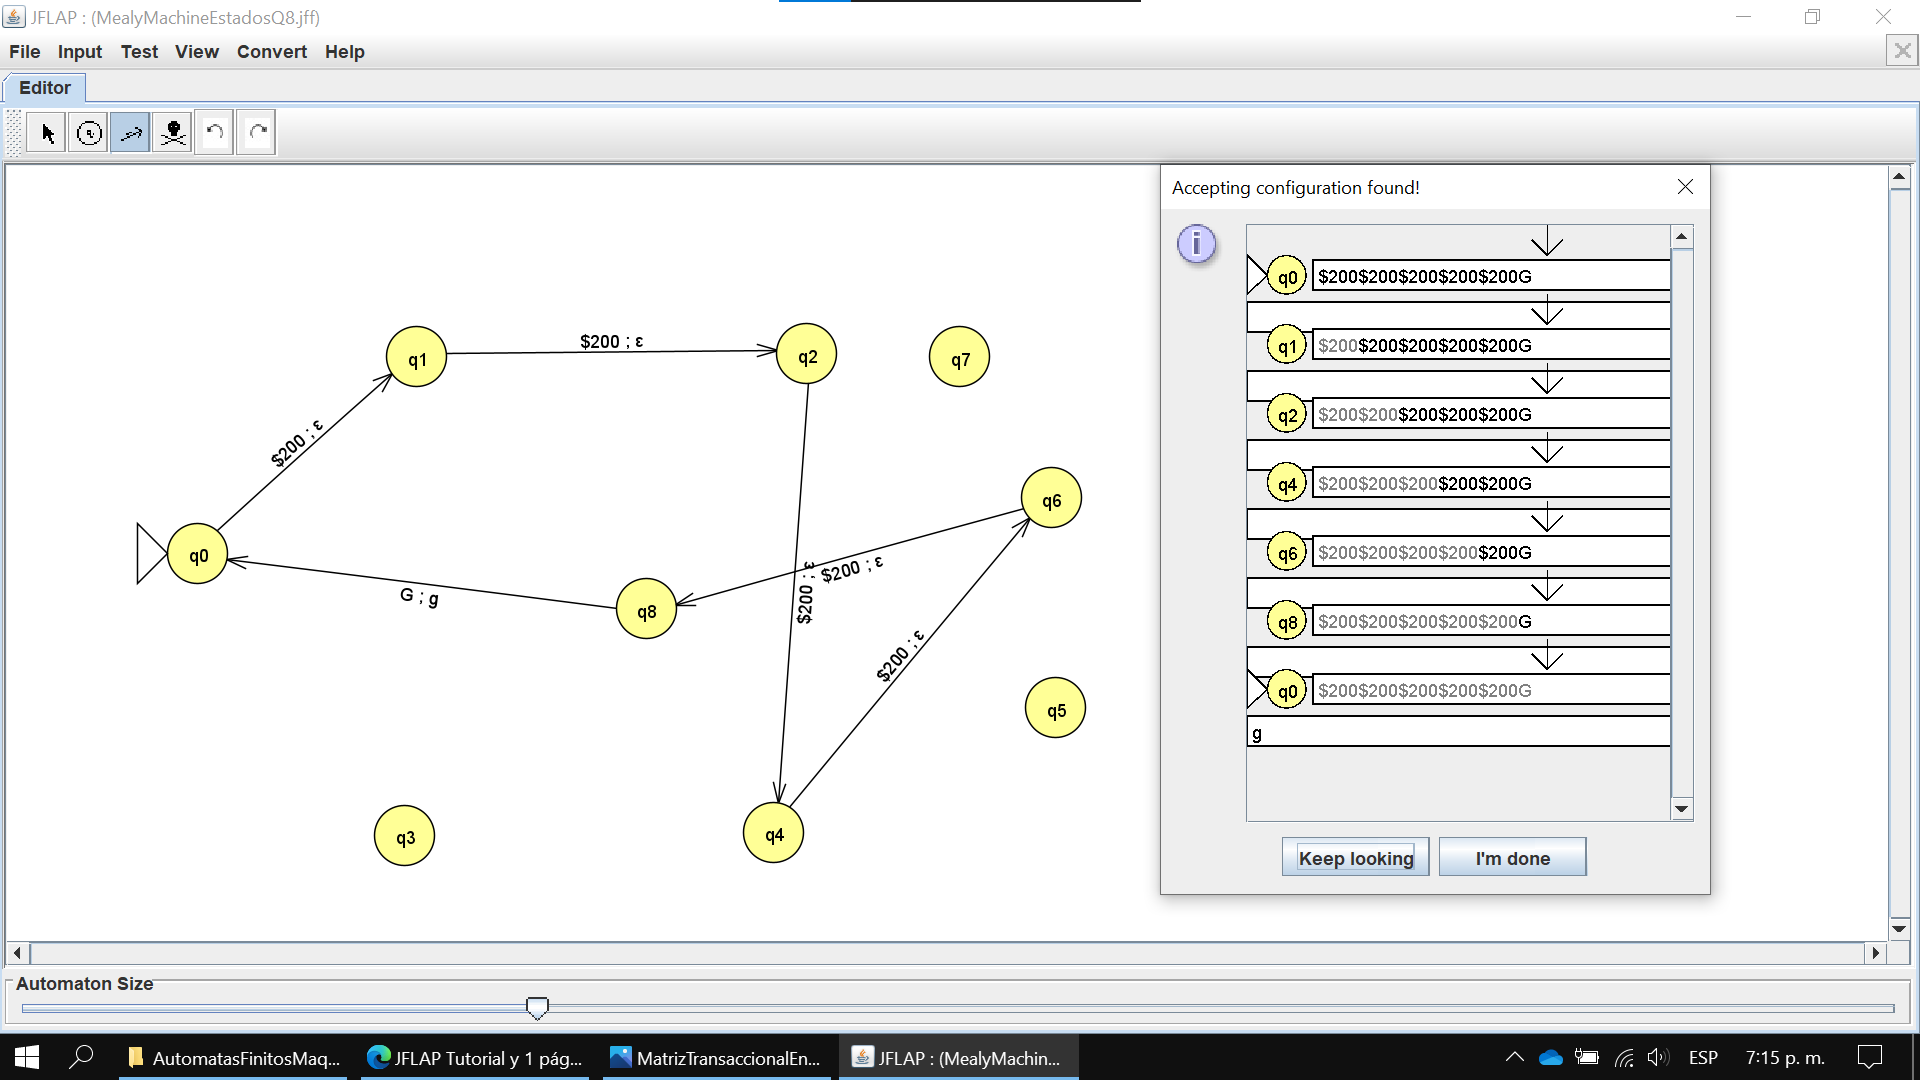 JFLAP : (MealyMachineEstadosQ8.jff)
File Input Test View Convert Help
Editor
q1
$200 ; ε
q2
q7
$200 ; ε
q6
q0
$200 ; ε
$200 ; ε
G ; g
q8
$200 ; ε
q5
q3
q4
Accepting configuration found!
q0 $200$200$200$200$200G
q1 $200$200$200$200$200G
q2 $200$200$200$200$200G
q4 $200$200$200$200$200G
q6 $200$200$200$200$200G
q8 $200$200$200$200$200G
q0 $200$200$200$200$200G
g
Keep looking I'm done
Automaton Size
AutomatasFinitosMaq... JFLAP Tutorial y 1 pág... MatrizTransaccionalEn... JFLAP : (MealyMachin... ESP 7:15 p. m.